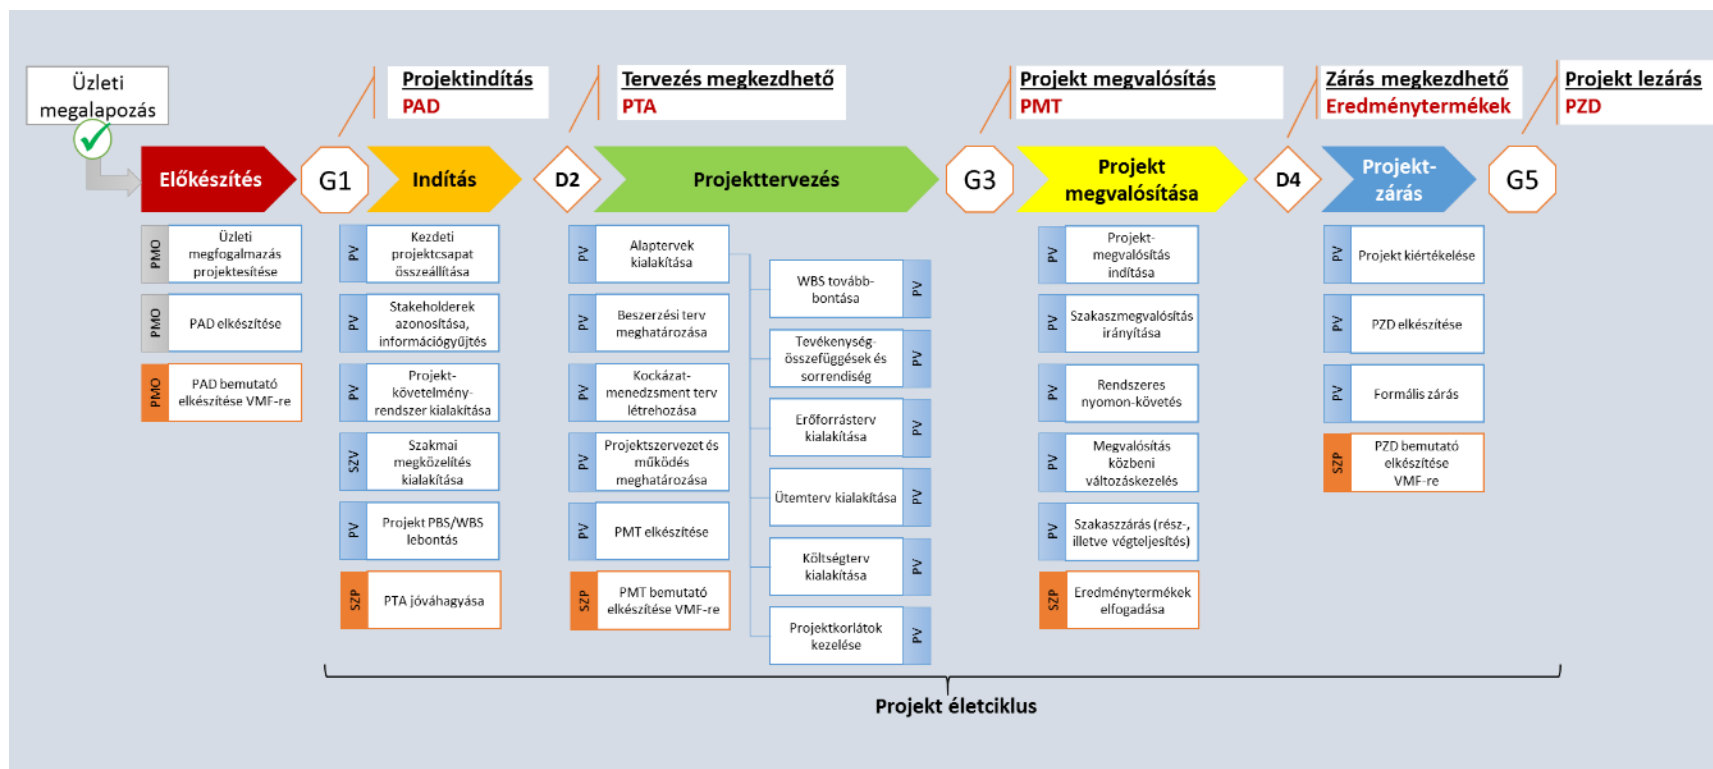 Üzleti
megalapozás
Projektindítás
PAD
Tervezés megkezdhető
PTA
Projekt megvalósítás
PMT
Zárás megkezdhető
Eredménytermékek
Projekt lezárás
PZD
Előkészítés
G1
Indítás
D2
Projekttervezés
G3
Projekt
megvalósítása
D4
Projekt-
zárás
G5
PMO
Üzleti
megfogalmazás
projektesítése
PMO
PAD elkészítése
PMO
PAD bemutató
elkészítése VMF-re
PV
Kezdeti
projektcsapat
összeállítása
PV
Stakeholderek
azonosítása,
információgyűjtés
PV
Projekt-
követelmény-
rendszer kialakítása
SZV
Szakmai
megközelítés
kialakítása
PV
Projekt PBS/WBS
lebontás
SZP
PTA jóváhagyása
PV
Alaptervek
kialakítása
PV
Beszerzési terv
meghatározása
PV
Kockázat-
menedzsment terv
létrehozása
PV
Projektszervezet és
működés
meghatározása
PV
PMT elkészítése
SZP
PMT bemutató
elkészítése VMF-re
WBS tovább-
bontása
PV
Tevékenység-
összefüggések és
sorrendiség
PV
Erőforrásterv
kialakítása
PV
Ütemterv kialakítása
PV
Költségterv
kialakítása
PV
Projektkorlátok
kezelése
PV
PV
Projekt-
megvalósítás
indítása
PV
Szakaszmegvalósítás
irányítása
PV
Rendszeres
nyomon-követés
PV
Megvalósítás
közbeni
változáskezelés
PV
Szakaszzárás (rész-,
illetve végteljesítés)
SZP
Eredménytermékek
elfogadása
PV
Projekt kiértékelése
PV
PZD elkészítése
PV
Formális zárás
SZP
PZD bemutató
elkészítése
VMF-re
Projekt életciklus